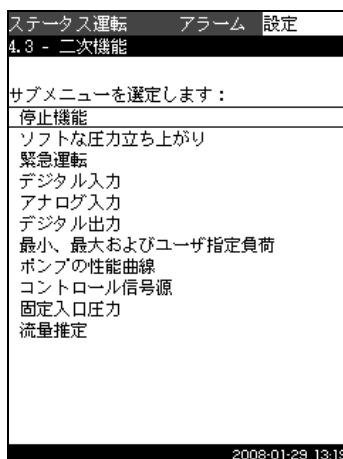 ステータス運転 アラーム 設定
4.3 - 二次機能
サブメニューを選定します：
停止機能
ソフトな圧力立ち上がり
緊急運転
デジタル入力
アナログ入力
デジタル出力
最小、最大およびユーザ指定負荷
ポンプの性能曲線
コントロール信号源
固定入口圧力
流量推定
2008-01-29 13:19